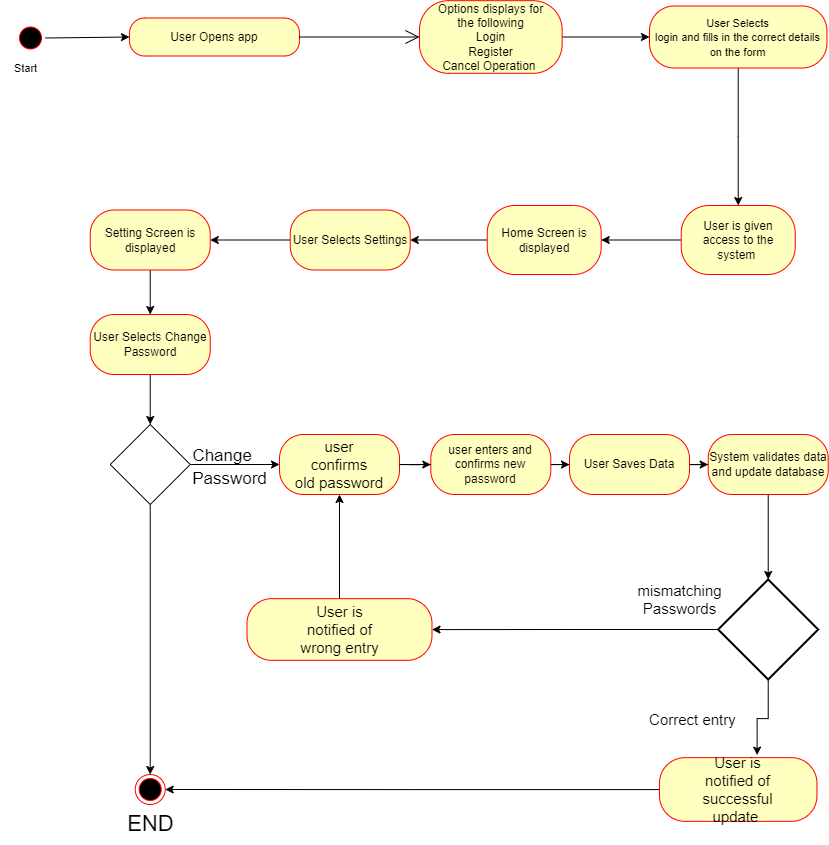 Start
User Opens app
Options displays for
the following
Login
Register
Cancel Operation
User Selects
login and fills in the correct details
on the form
User is given
access to the
system
Home Screen is
displayed
User Selects Settings
Setting Screen is
displayed
User Selects Change
Password
Change
Password
user
confirms
old password
user enters and
confirms new
password
User Saves Data
System validates data
and update database
mismatching
Passwords
User is
notified of
wrong entry
Correct entry
User is
notified of
successful
update
END